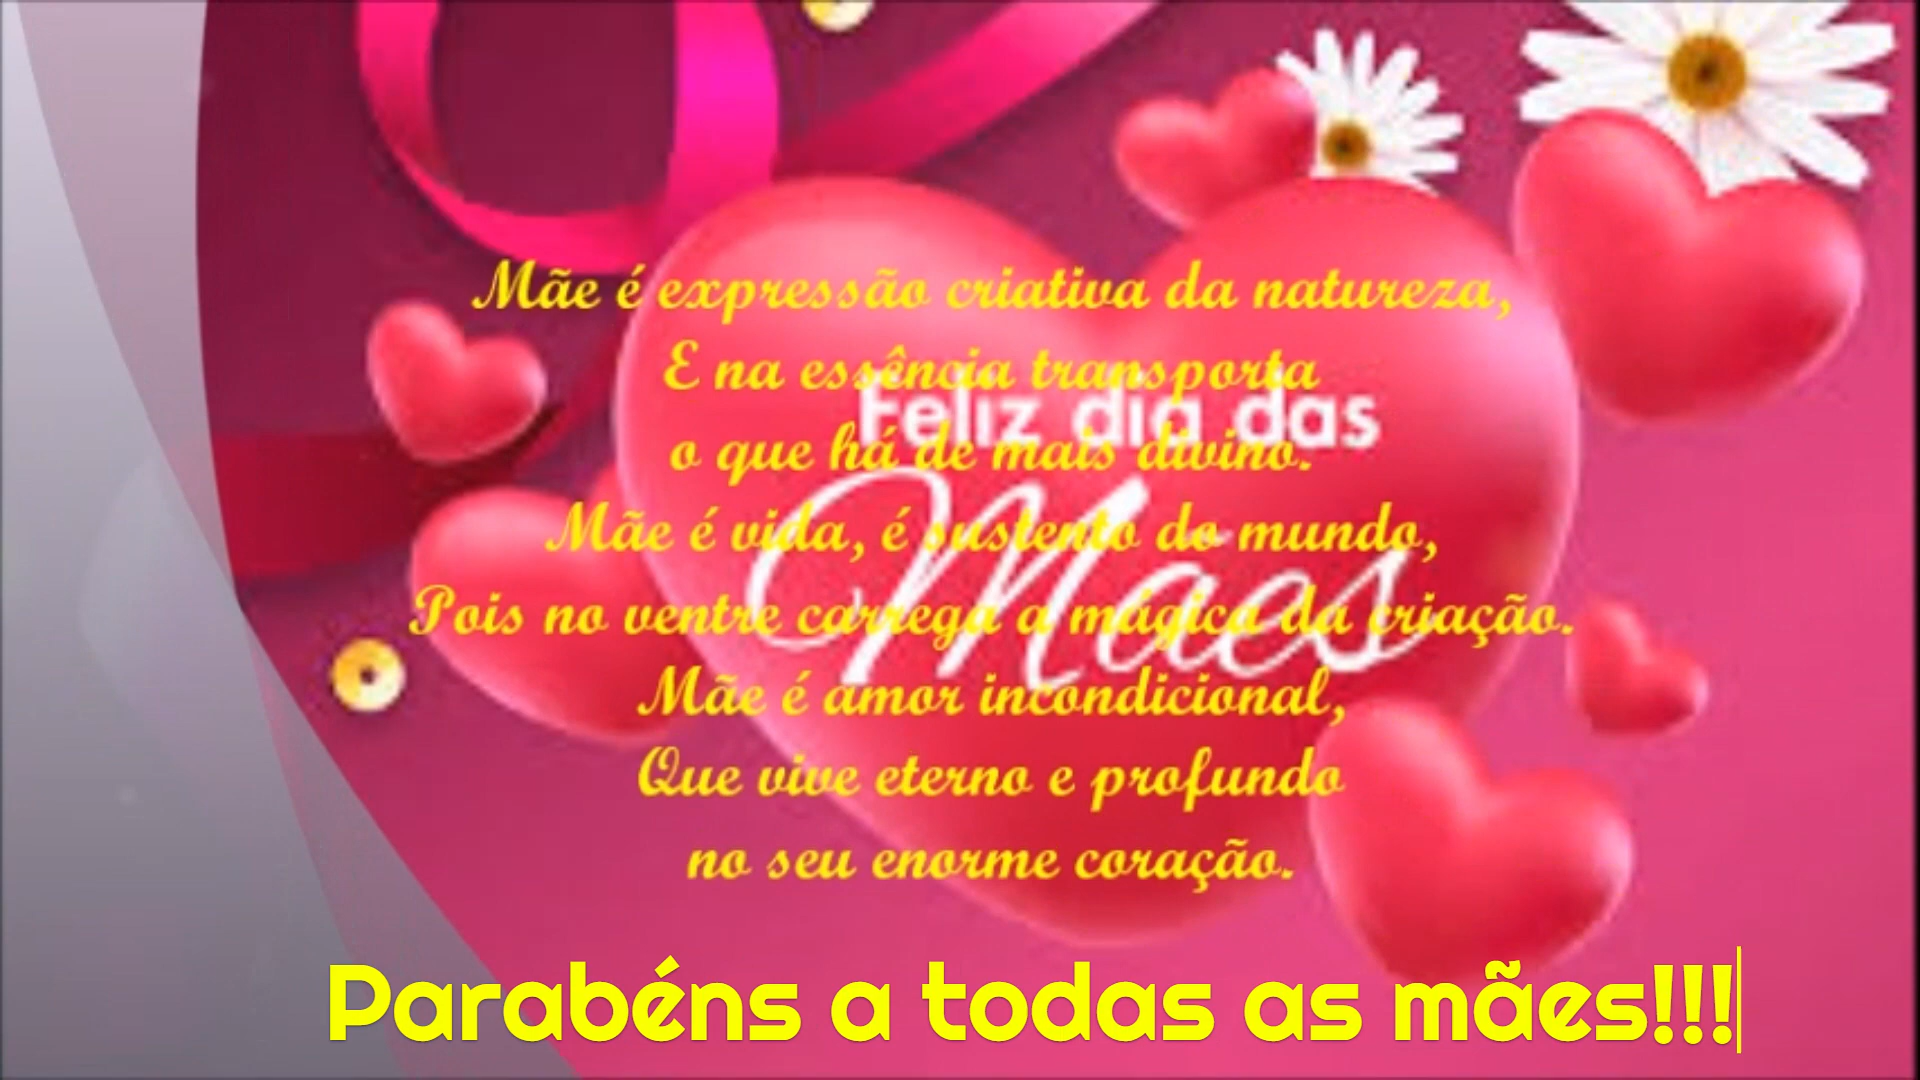 Mãe é expressão criativa da natureza,
E na essência transporta
Feliz dia das
o que há de mais divino.
Mães
Mãe é vida, é sustento do mundo,
Pois no ventre carrega a mágica da criação.
Mãe é amor incondicional,
Que vive eterno e profundo
no seu enorme coração.
Parabéns a todas as mães!!!